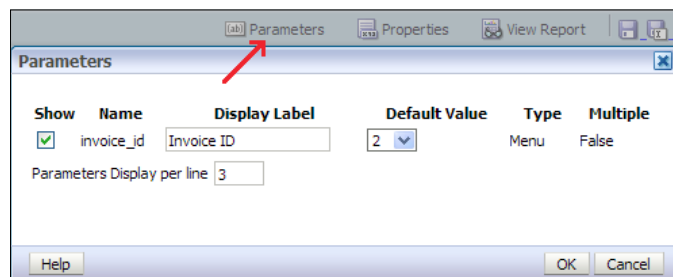 Parameters Properties View Report
Parameters
Show Name Display Label Default Value Type Multiple
invoice_id Invoice ID 2 Menu False
Parameters Display per line 3
Help OK Cancel